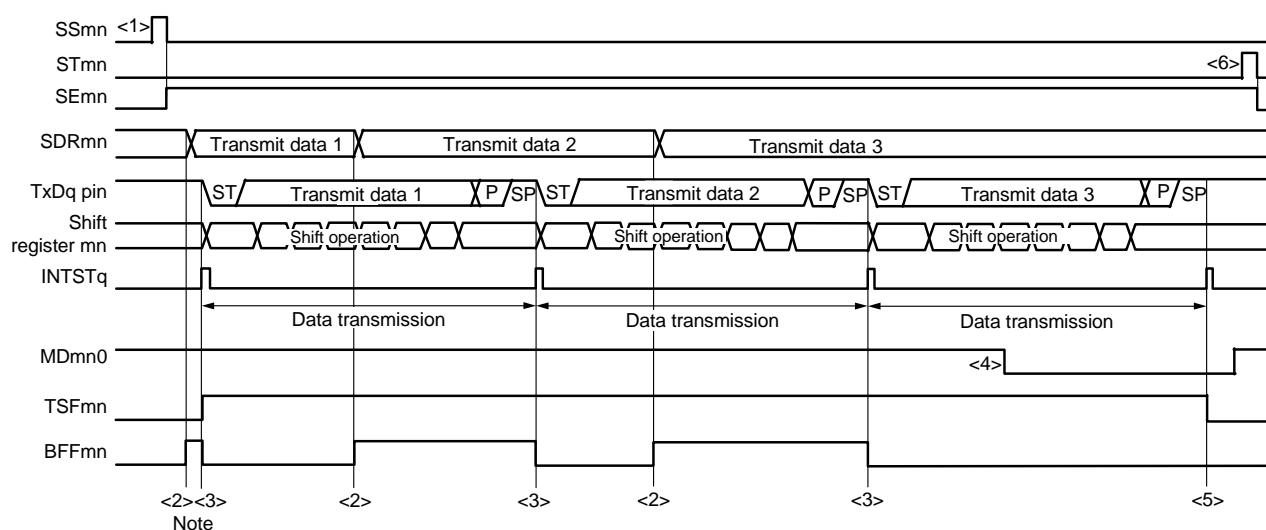 SSmn <1>
STmn <6>
SEmn
SDRmn Transmit data 1 Transmit data 2 Transmit data 3
TxDq pin ST Transmit data 1 P SP ST Transmit data 2 P SP ST Transmit data 3 P SP
Shift
register mn Shift operation Shift operation Shift operation
INTSTq
Data transmission Data transmission Data transmission
MDmn0 <4>
TSFmn
BFFmn
<2><3> <2> <3> <2> <3> <5>
Note